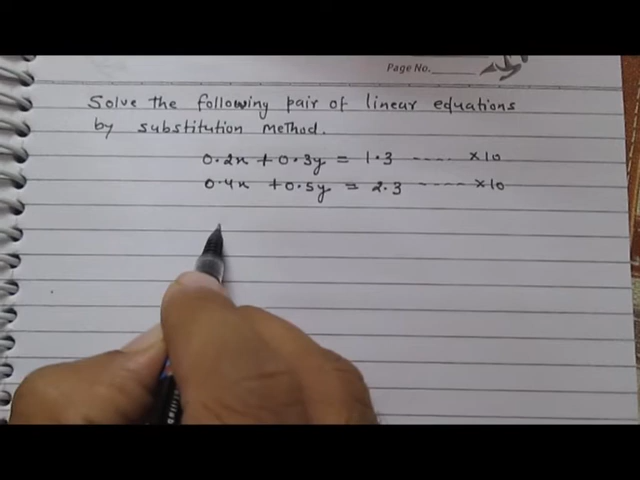 Page No.
Solve the following pair of linear equations
by substitution method.
0.2x + 0.3y = 1.3 ---- ×10
0.4x + 0.5y = 2.3 ----- ×10